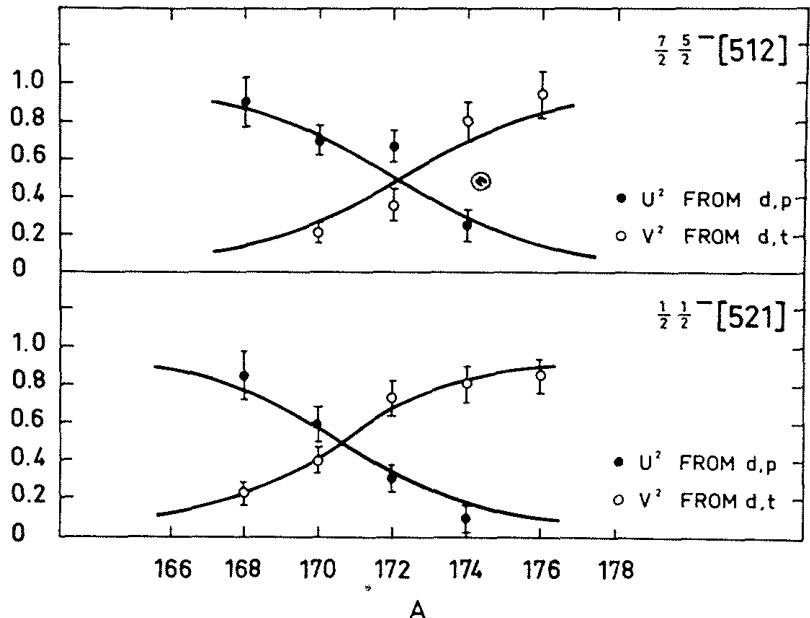 7/2 5/2⁻[512]
1.0
0.8
0.6
0.4
0.2
0
● U² FROM d,p
○ V² FROM d,t
1/2 1/2⁻[521]
1.0
0.8
0.6
0.4
0.2
0
● U² FROM d,p
○ V² FROM d,t
166 168 170 172 174 176 178
A